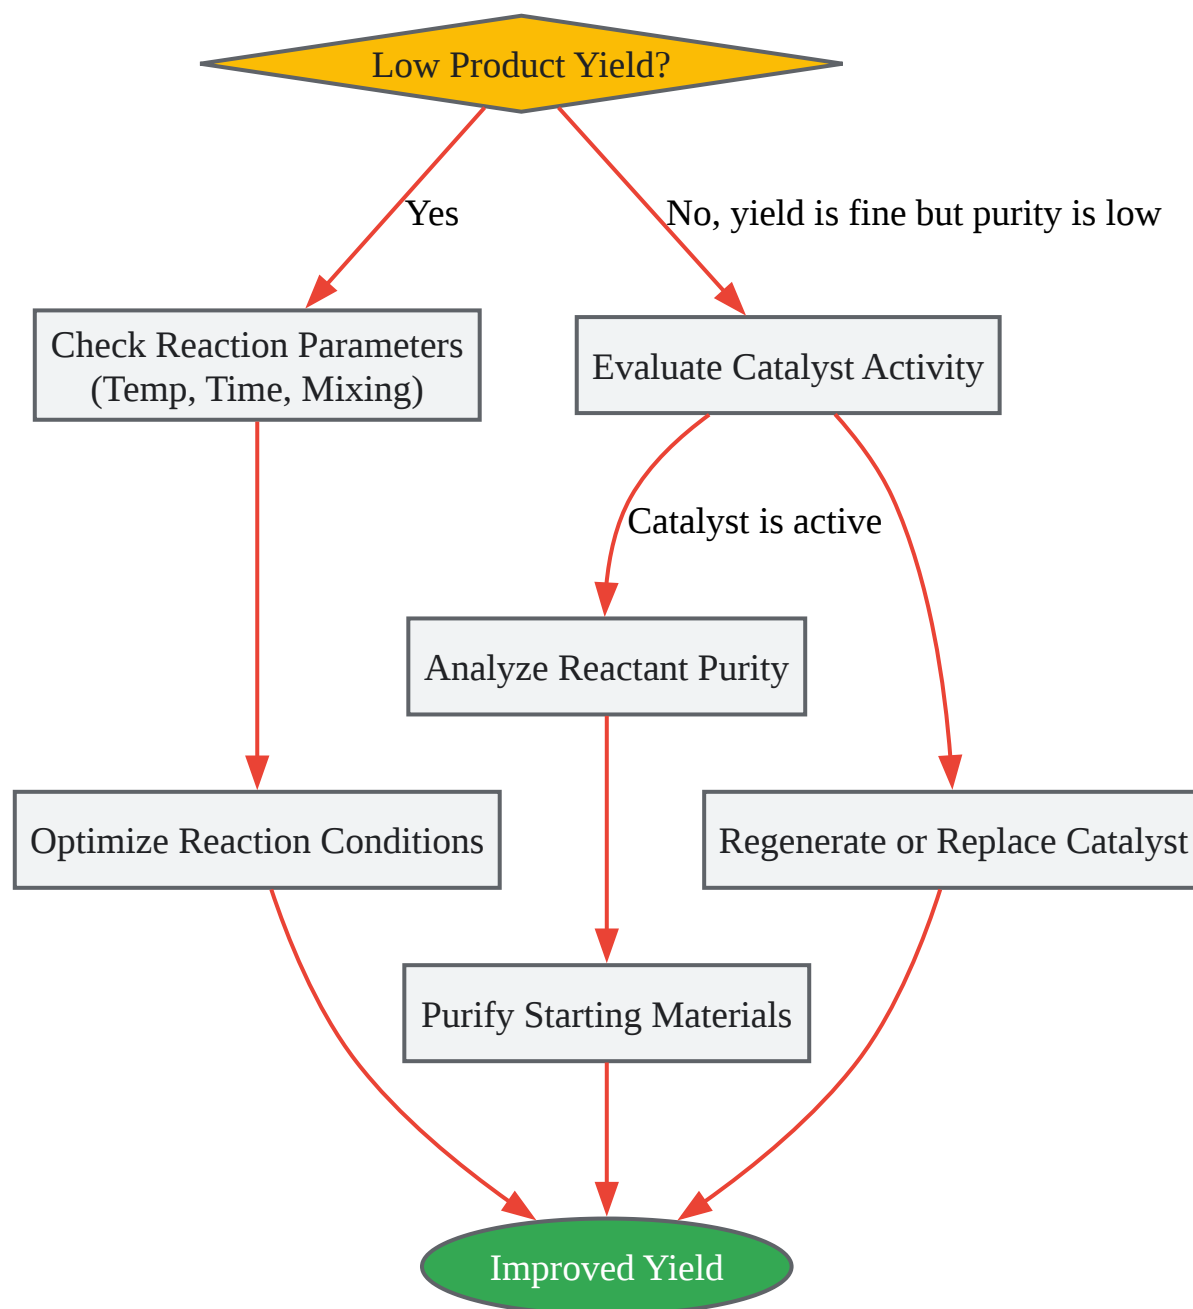 Low Product Yield?
Yes
No, yield is fine but purity is low
Check Reaction Parameters
(Temp, Time, Mixing)
Evaluate Catalyst Activity
Catalyst is active
Analyze Reactant Purity
Optimize Reaction Conditions
Regenerate or Replace Catalyst
Purify Starting Materials
Improved Yield